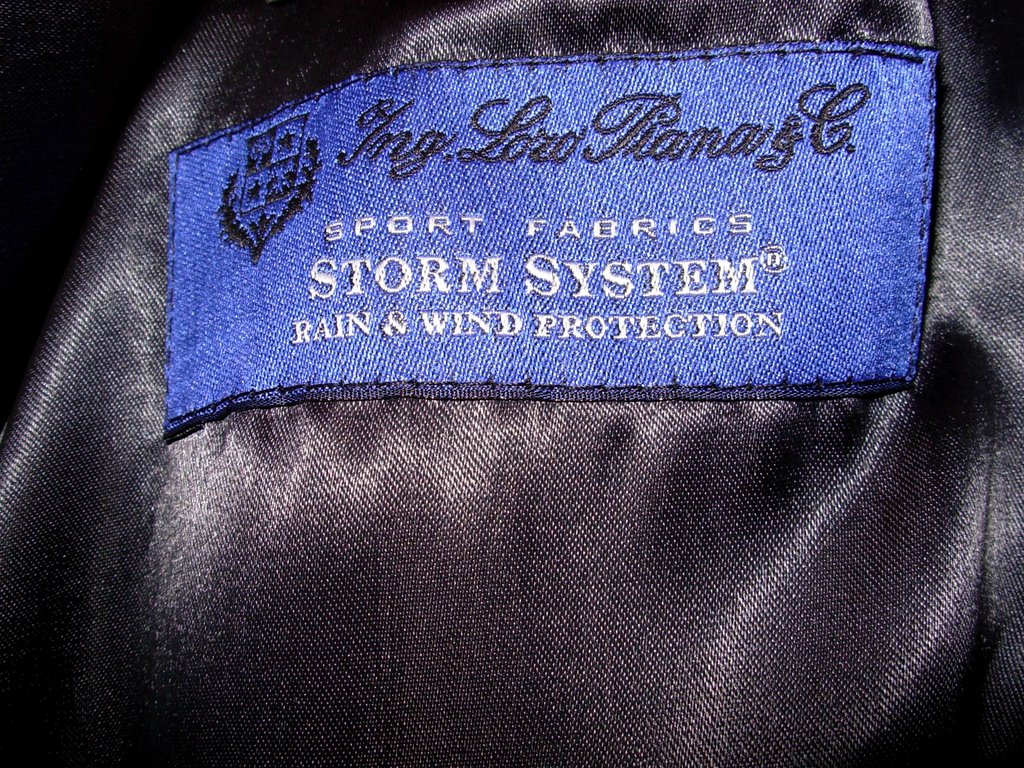 Ing. Loro Piana & C.
SPORT FABRICS
STORM SYSTEM®
RAIN & WIND PROTECTION